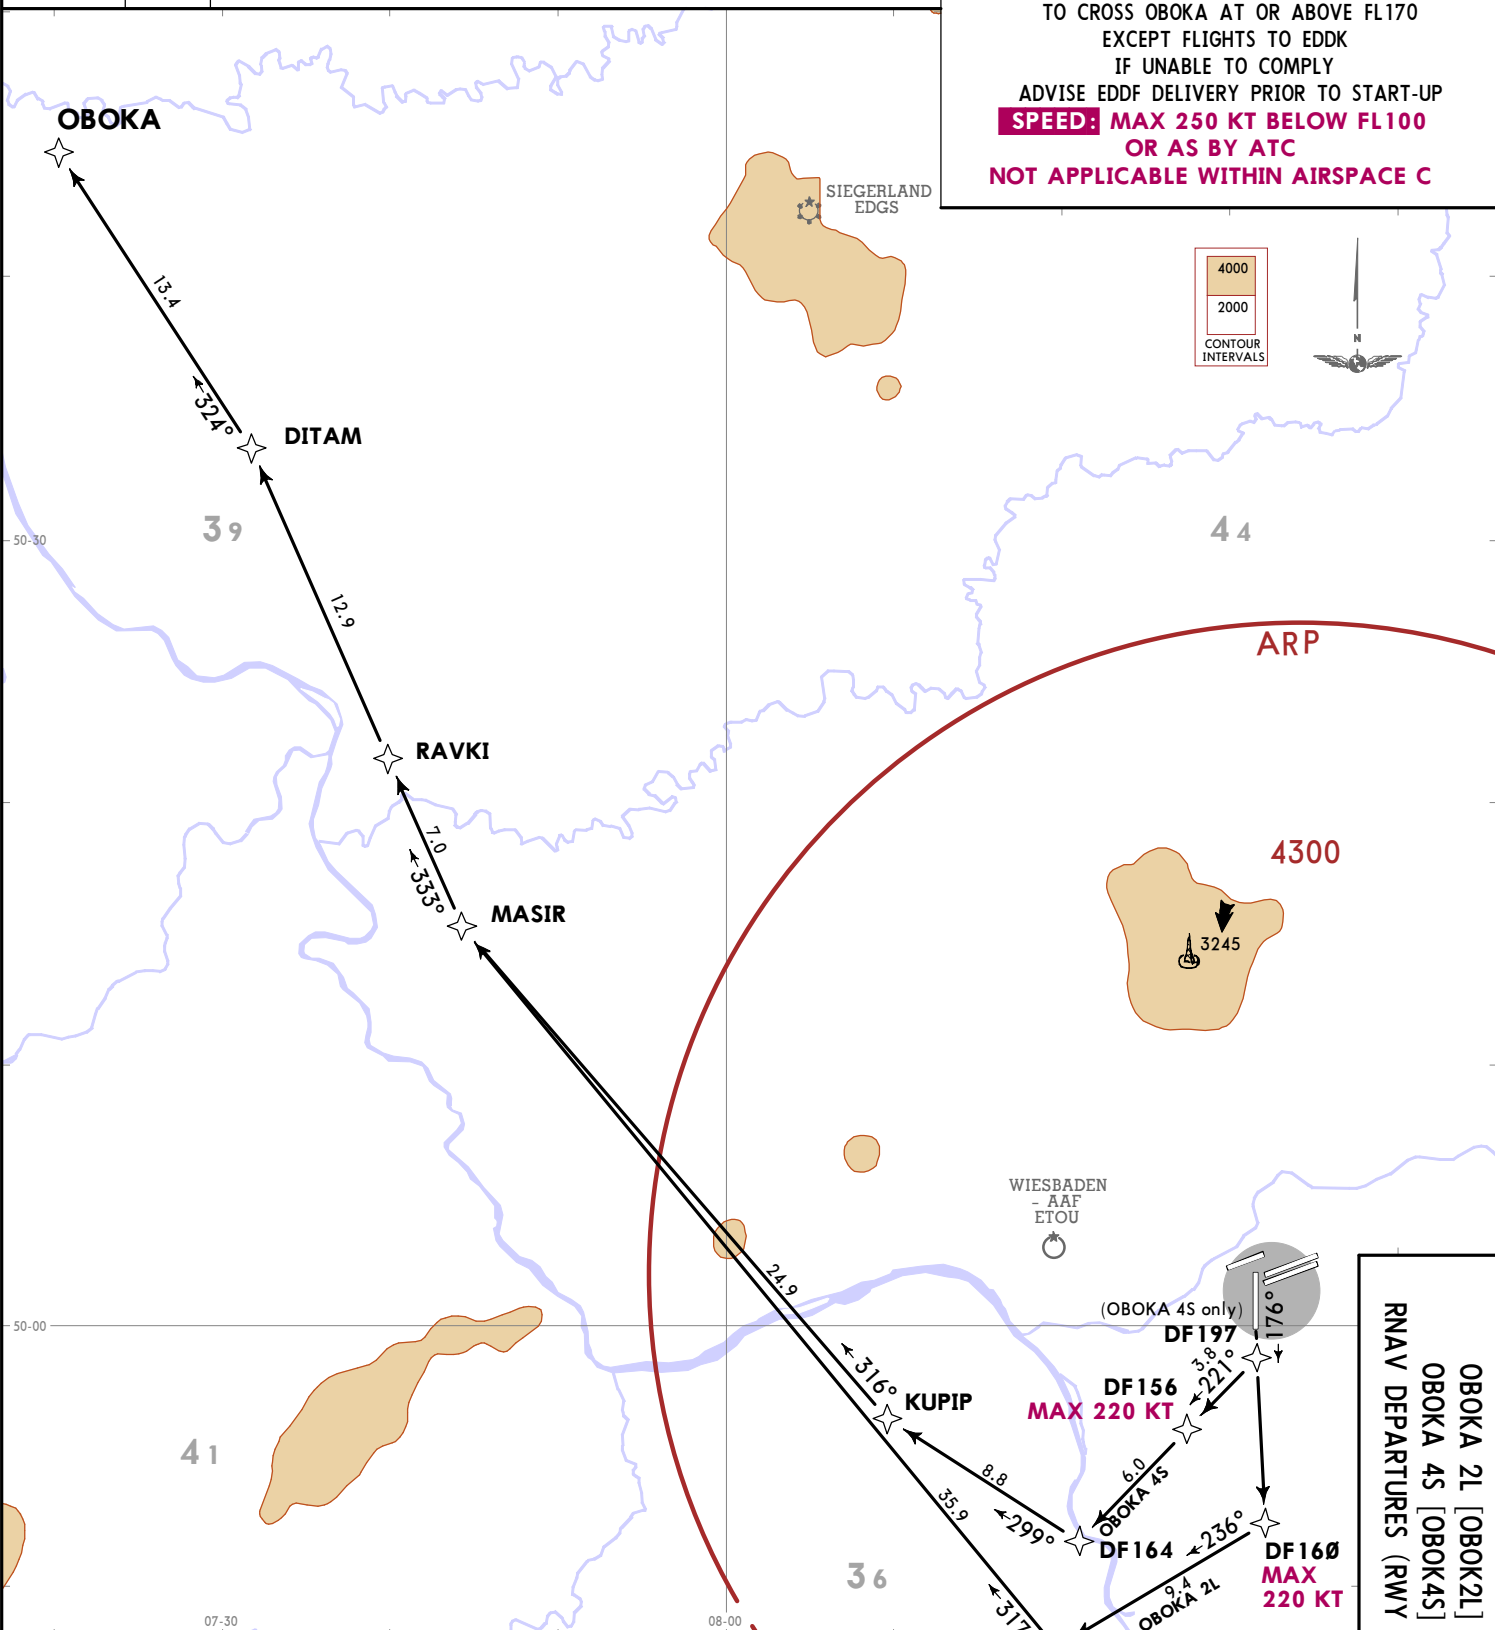 TO CROSS OBOKA AT OR ABOVE FL170
EXCEPT FLIGHTS TO EDDK
IF UNABLE TO COMPLY
ADVISE EDDF DELIVERY PRIOR TO START-UP
SPEED: MAX 250 KT BELOW FL100
OR AS BY ATC
NOT APPLICABLE WITHIN AIRSPACE C
OBOKA
SIEGERLAND
EDGS
4000
2000
CONTOUR
INTERVALS
N
13.4
324°
DITAM
39
44
50-30
12.9
ARP
RAVKI
7.0
333°
4300
MASIR
3245
WIESBADEN
- AAF
ETOU
24.9
50-00
(OBOKA 4S only)
176°
DF197
3.8
221°
316°
KUPIP
DF156
MAX 220 KT
41
8.8
6.0
OBOKA 4S
35.9
299°
DF164
236°
DF160
MAX
220 KT
9.4
OBOKA 2L
36
317
07-30
08-00
OBOKA 2L [OBOK2L]
OBOKA 4S [OBOK4S]
RNAV DEPARTURES (RWY